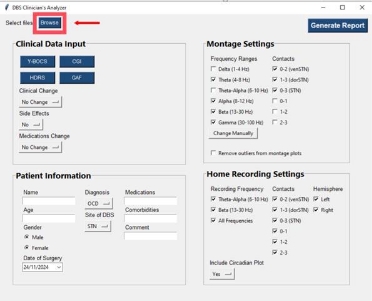 DBS Clinician's Analyzer
Select files Browse
Generate Report
Clinical Data Input
Y-BOCS CGI
HDRS GAF
Clinical Change
No Change
Side Effects
No
Medications Change
No Change
Montage Settings
Frequency Ranges Contacts
Delta (1-4 Hz) 0-2 (venSTN)
Theta (4-8 Hz) 1-3 (dorSTN)
Theta-Alpha (8-10 Hz) 0-3 (STN)
Alpha (8-12 Hz) 0-1
Beta (13-30 Hz) 1-2
Gamma (30-100 Hz) 2-3
Change Manually
Remove outliers from montage plots
Patient Information
Name Diagnosis Medications
OCD
Age Site of DBS Comorbidities
STN
Gender Comment
Male
Female
Date of Surgery
24/11/2024
Home Recording Settings
Recording Frequency Contacts Hemisphere
Theta-Alpha (8-10 Hz) 0-2 (venSTN) Left
Beta (13-30 Hz) 1-3 (dorSTN) Right
All Frequencies 0-3 (STN)
0-1
1-2
2-3
Include Circadian Plot
Yes